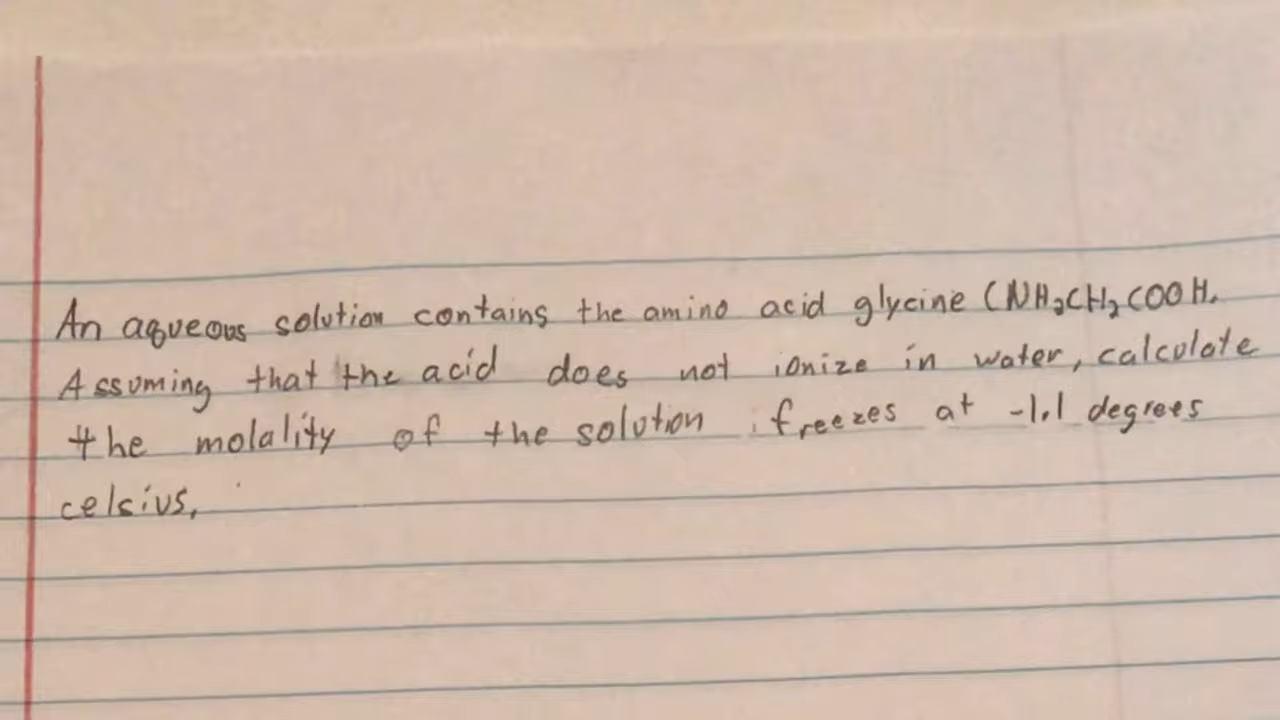 An aqueous solution contains the amino acid glycine (NH₂CH₂COOH.
Assuming that the acid does not ionize in water, calculate
the molality of the solution freezes at -1.1 degrees
celsius.